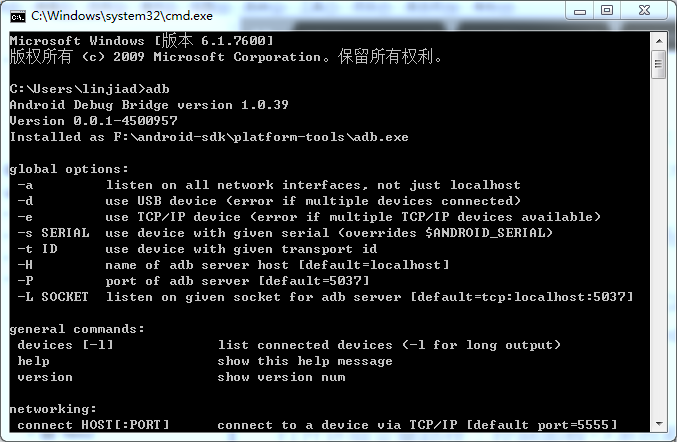 C:\Windows\system32\cmd.exe
Microsoft Windows [版本 6.1.7600]
版权所有 (c) 2009 Microsoft Corporation。保留所有权利。
C:\Users\linjiad>adb
Android Debug Bridge version 1.0.39
Version 0.0.1-4500957
Installed as F:\android-sdk\platform-tools\adb.exe
global options:
 -a         listen on all network interfaces, not just localhost
 -d         use USB device (error if multiple devices connected)
 -e         use TCP/IP device (error if multiple TCP/IP devices available)
 -s SERIAL  use device with given serial (overrides $ANDROID_SERIAL)
 -t ID      use device with given transport id
 -H         name of adb server host [default=localhost]
 -P         port of adb server [default=5037]
 -L SOCKET  listen on given socket for adb server [default=tcp:localhost:5037]
general commands:
 devices [-l]             list connected devices (-l for long output)
 help                     show this help message
 version                  show version num
networking:
 connect HOST[:PORT]      connect to a device via TCP/IP [default port=5555]